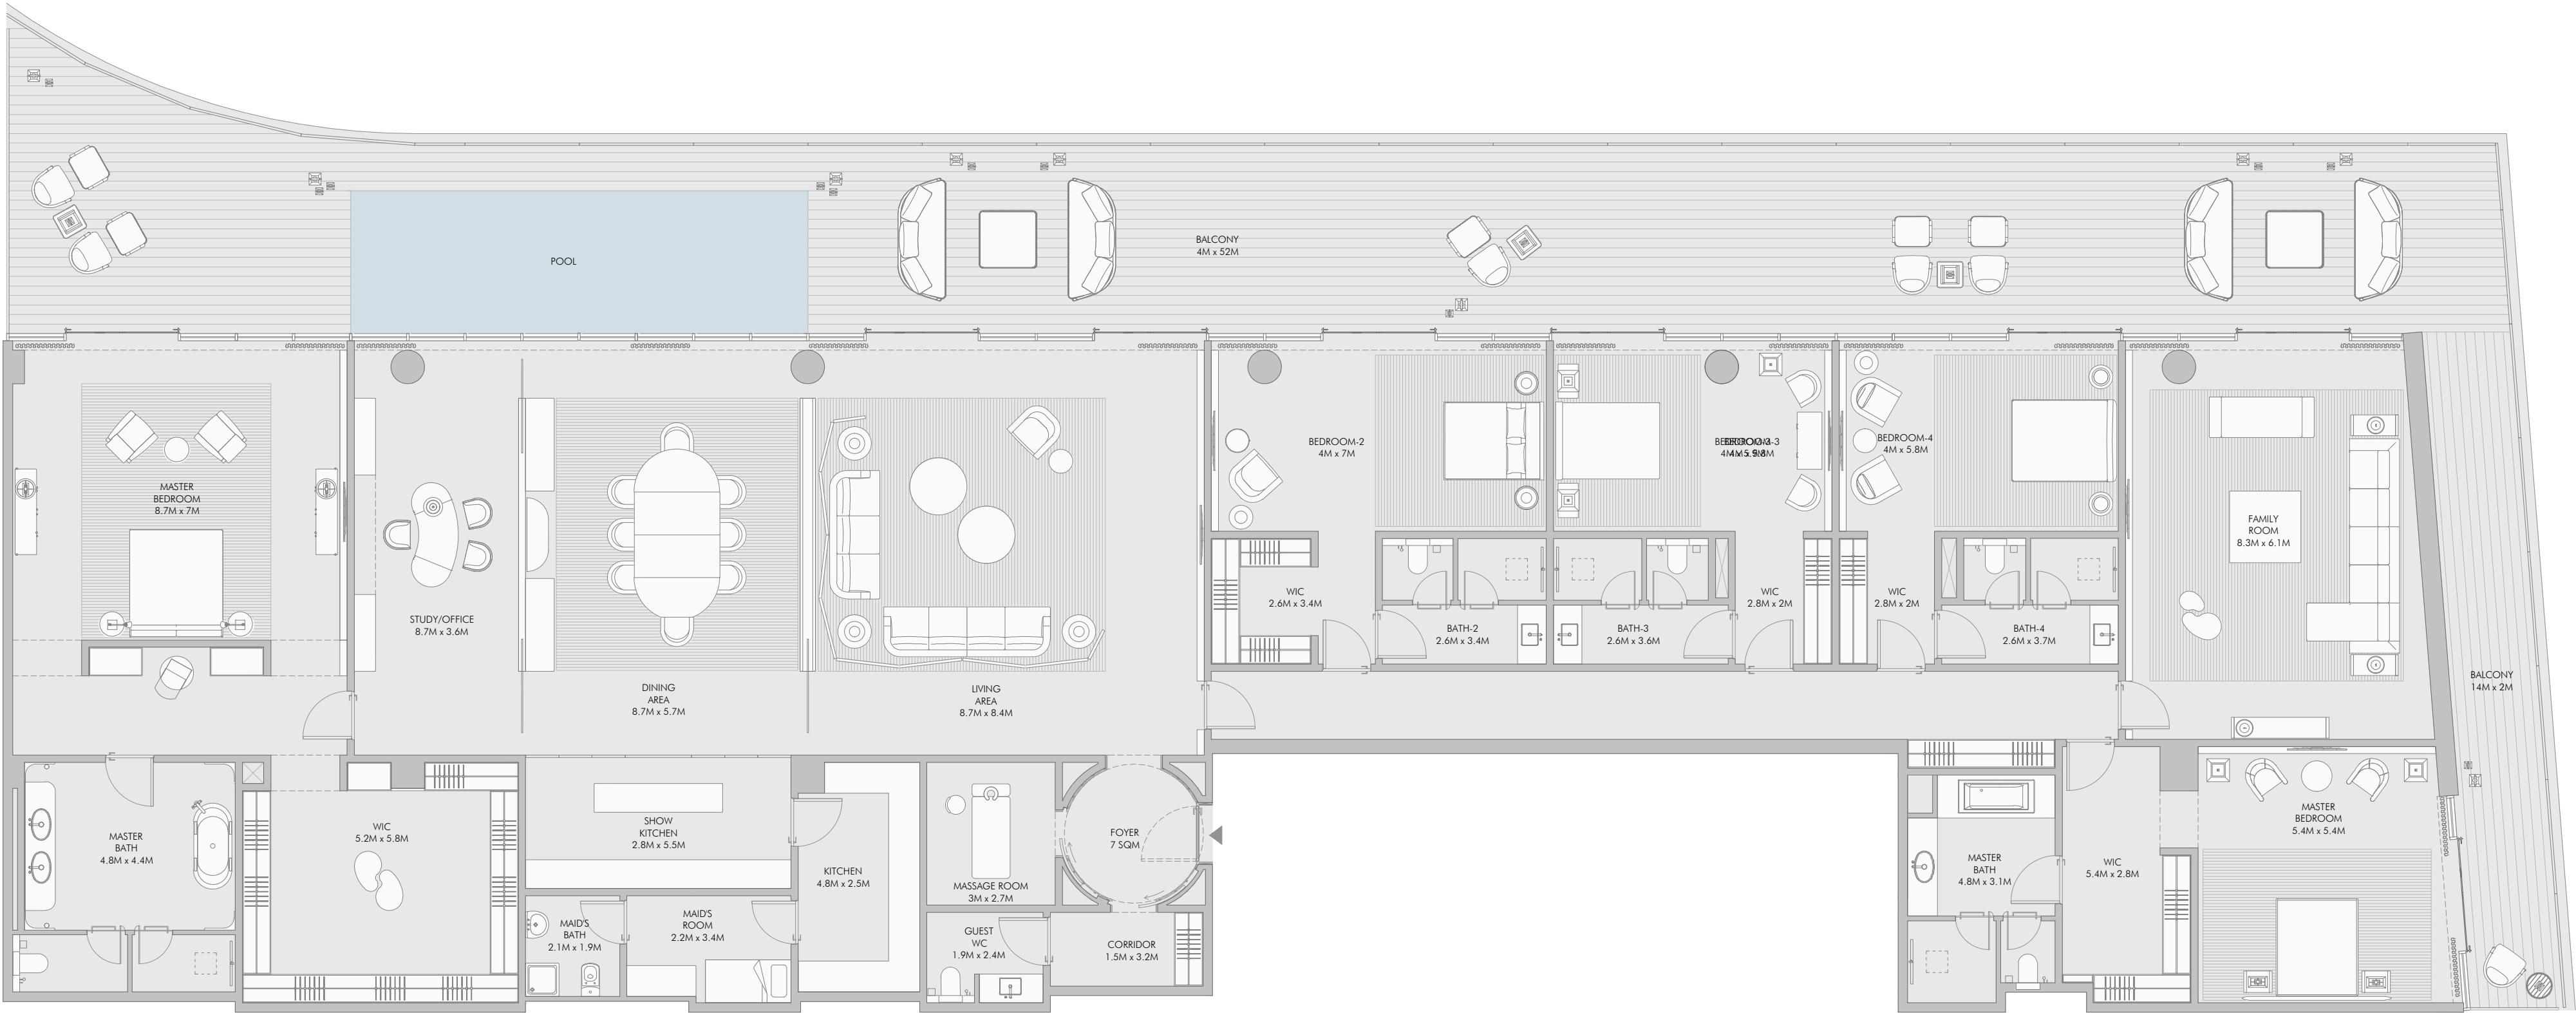 POOL
BALCONY
4M x 52M
MASTER
BEDROOM
8.7M x 7M
STUDY/OFFICE
8.7M x 3.6M
DINING
AREA
8.7M x 5.7M
LIVING
AREA
8.7M x 8.4M
BEDROOM-2
4M x 7M
BEDROOM-3
BEDROOM-4
4M x 5.8M
FAMILY
ROOM
8.3M x 6.1M
WIC
2.6M x 3.4M
BATH-2
2.6M x 3.4M
BATH-3
2.6M x 3.6M
WIC
2.8M x 2M
WIC
2.8M x 2M
BATH-4
2.6M x 3.7M
BALCONY
14M x 2M
MASTER
BATH
4.8M x 4.4M
WIC
5.2M x 5.8M
SHOW
KITCHEN
2.8M x 5.5M
KITCHEN
4.8M x 2.5M
MAID'S
BATH
2.1M x 1.9M
MAID'S
ROOM
2.2M x 3.4M
MASSAGE ROOM
3M x 2.7M
FOYER
7 SQM
GUEST
WC
1.9M x 2.4M
CORRIDOR
1.5M x 3.2M
MASTER
BATH
4.8M x 3.1M
WIC
5.4M x 2.8M
MASTER
BEDROOM
5.4M x 5.4M